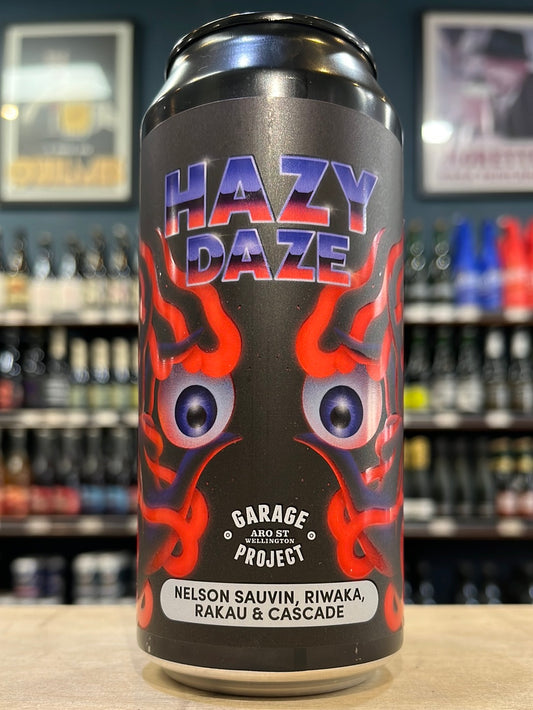 HAZY
DAZE
GARAGE
ARO ST
WELLINGTON
PROJECT
NELSON SAUVIN, RIWAKA,
RAKAU & CASCADE